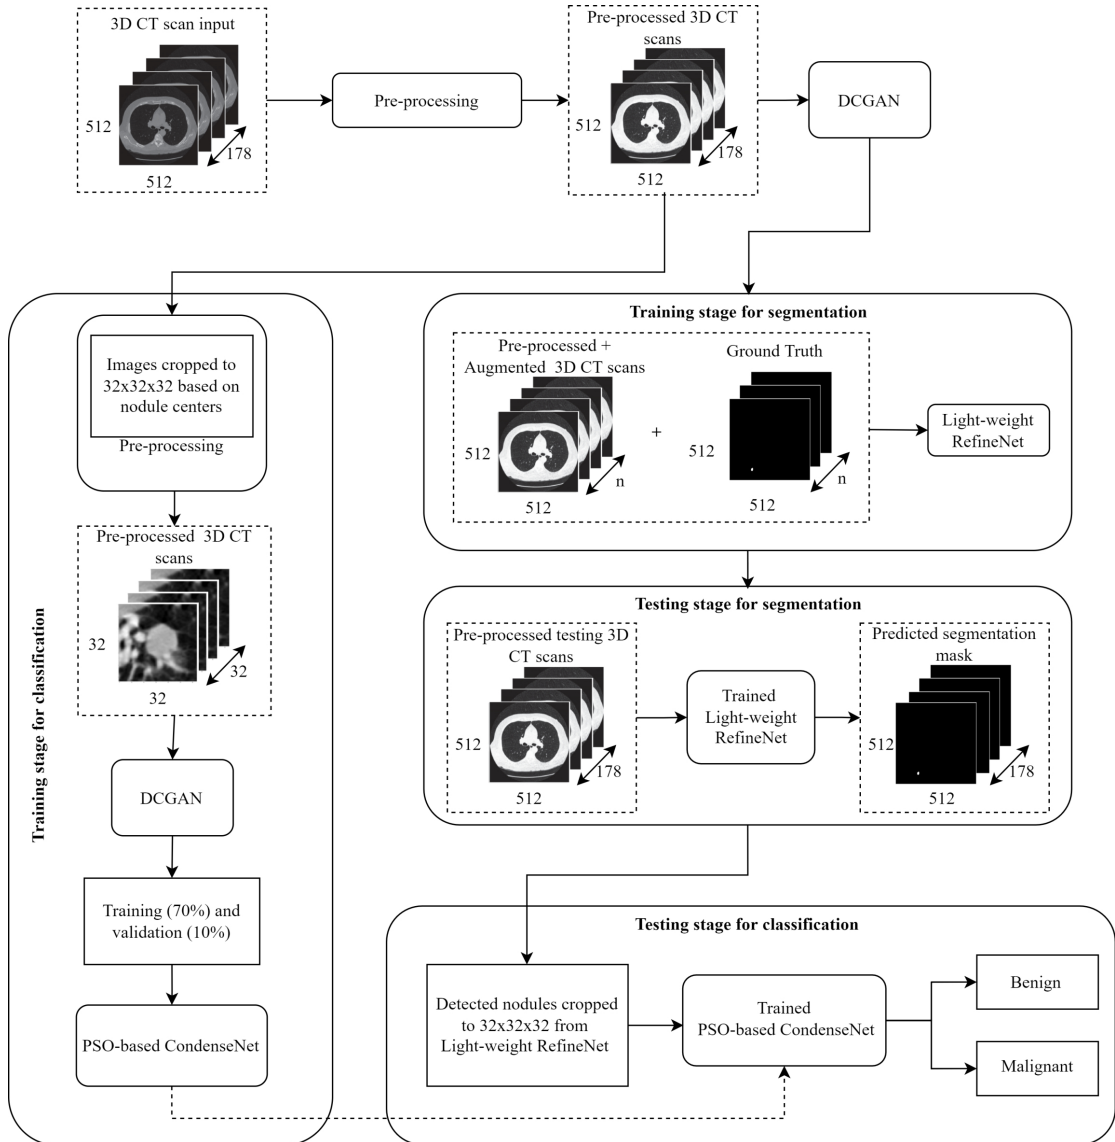 3D CT scan input
512
178
512
Pre-processing
Pre-processed 3D CT
scans
512
178
512
DCGAN
Training stage for classification
Images cropped to
32x32x32 based on
nodule centers
Pre-processing
Pre-processed 3D CT
scans
32
32
32
DCGAN
Training (70%) and
validation (10%)
PSO-based CondenseNet
Training stage for segmentation
Pre-processed +
Augmented 3D CT scans
512
n
512
+
Ground Truth
512
n
512
Light-weight
RefineNet
Testing stage for segmentation
Pre-processed testing 3D
CT scans
512
178
512
Trained
Light-weight
RefineNet
Predicted segmentation
mask
512
178
512
Testing stage for classification
Detected nodules cropped
to 32x32x32 from
Light-weight RefineNet
Trained
PSO-based CondenseNet
Benign
Malignant